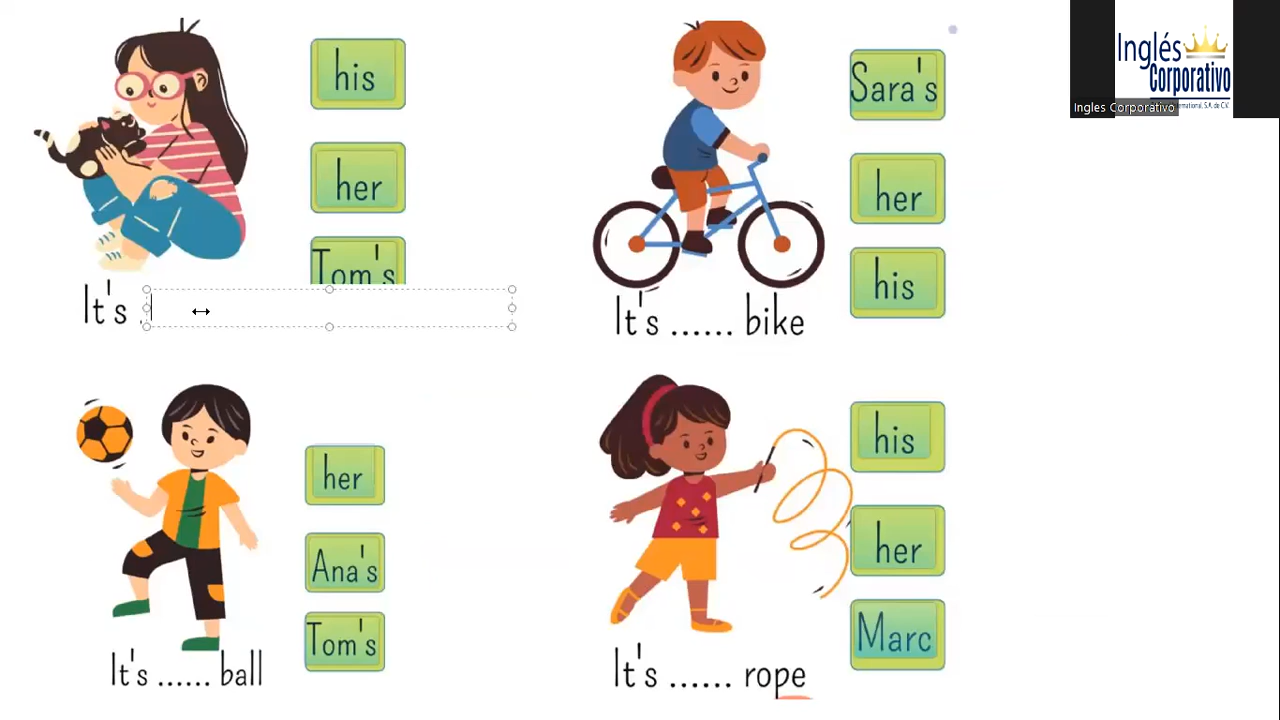 his
her
Tom's
It's
Sara's
her
his
It's ...... bike
her
Ana's
Tom's
It's ...... ball
his
her
Marc
It's ...... rope
Inglés
Corporativo
Ingles Corporativo